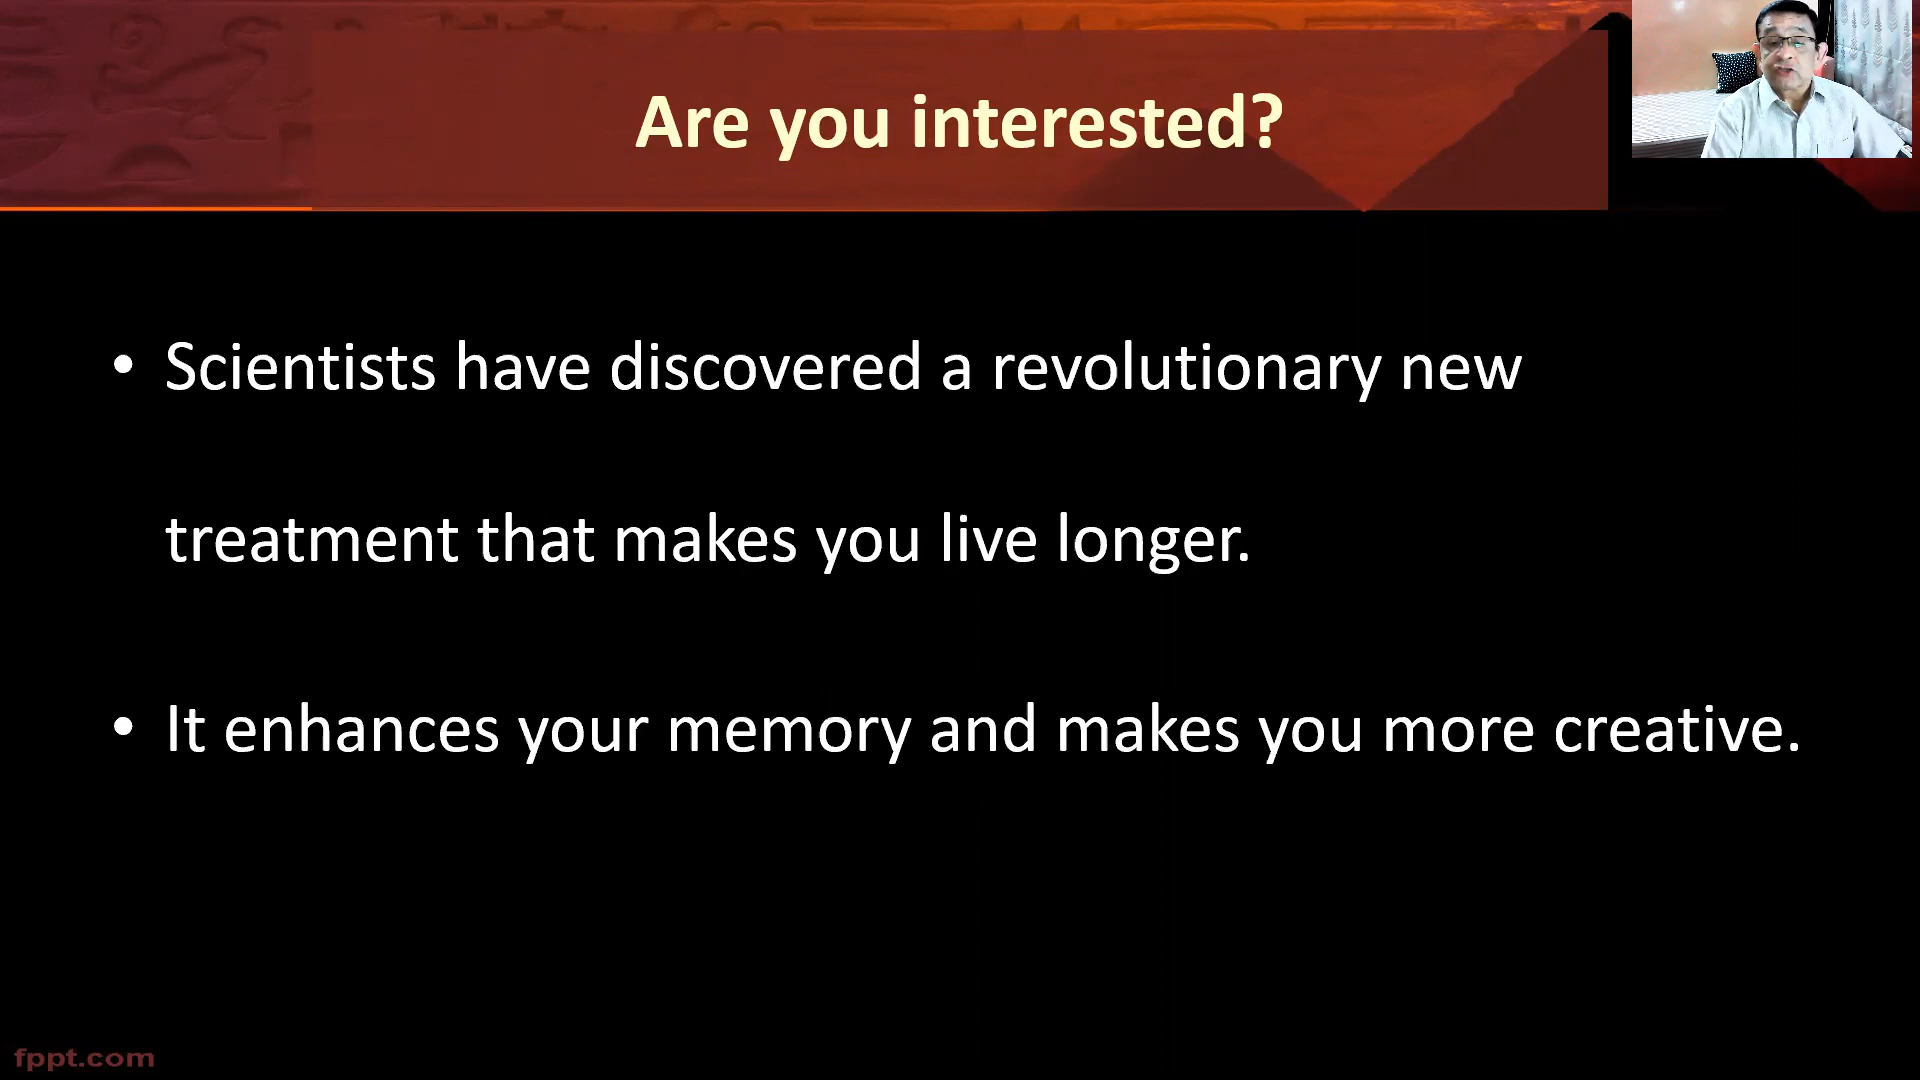 Are you interested?
• Scientists have discovered a revolutionary new
treatment that makes you live longer.
• It enhances your memory and makes you more creative.
fppt.com